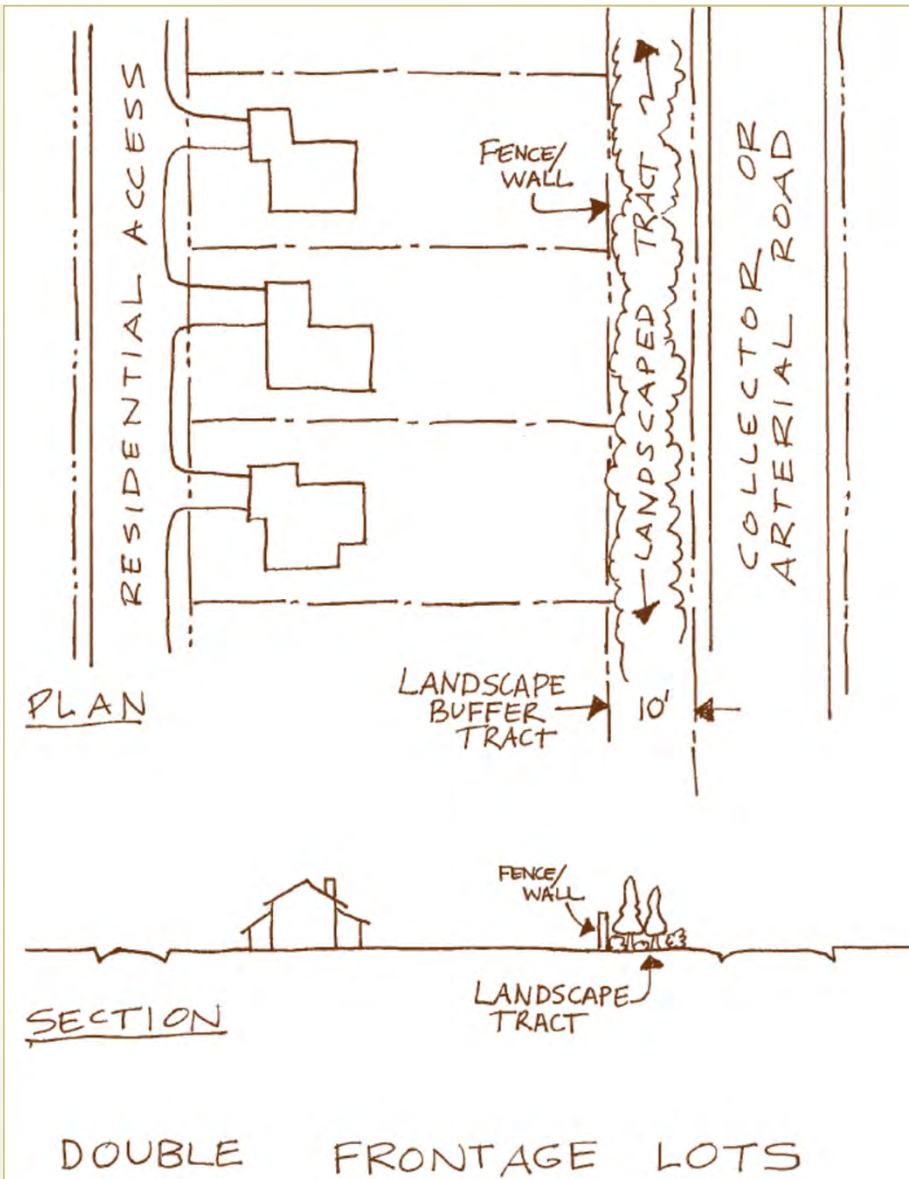 RESIDENTIAL ACCESS
FENCE/
WALL
LANDSCAPED TRACT
COLLECTOR OR
ARTERIAL ROAD
PLAN
LANDSCAPE
BUFFER
TRACT
10'
FENCE/
WALL
LANDSCAPE
TRACT
SECTION
DOUBLE FRONTAGE LOTS